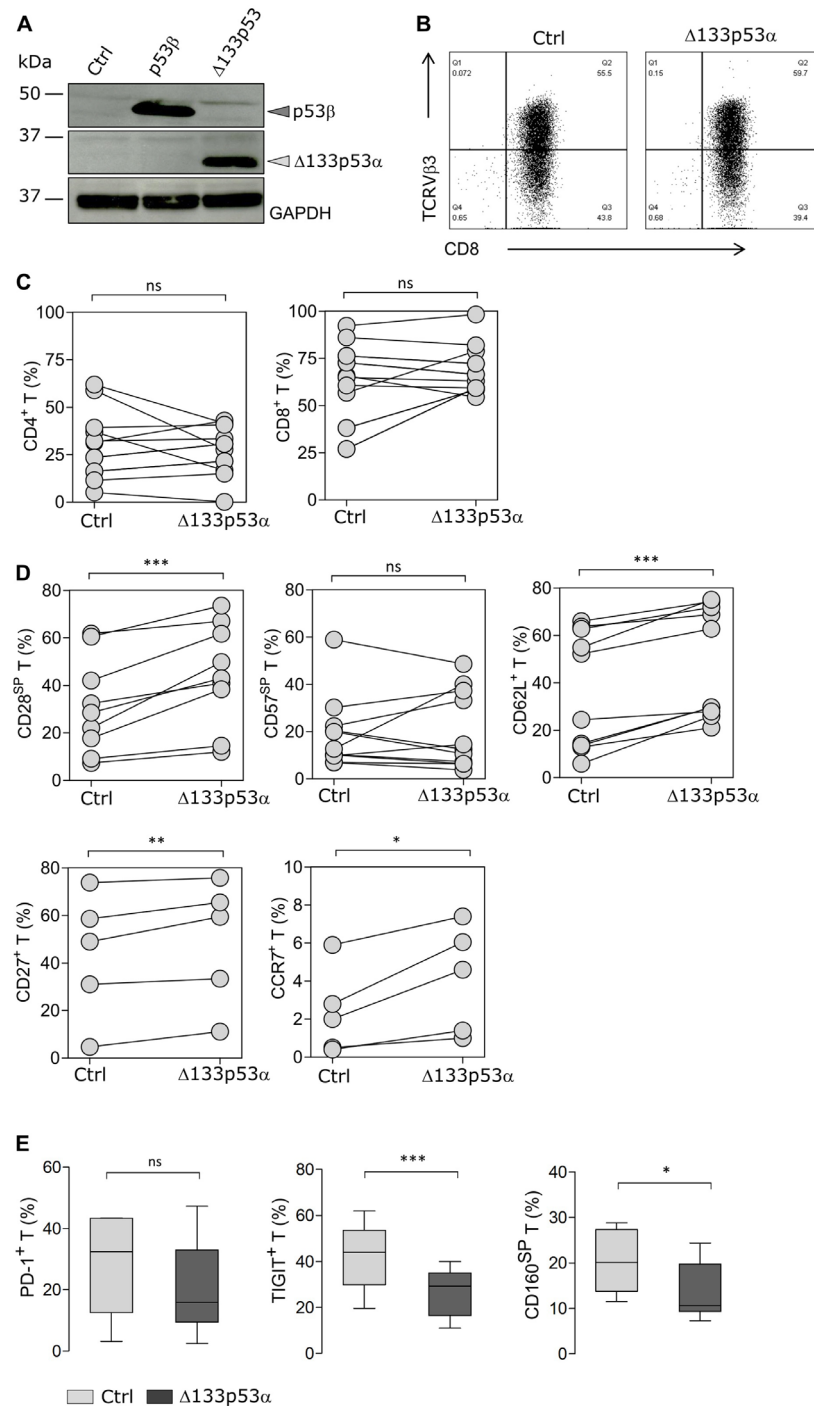 A
kDa
Ctrl
p53β
Δ133p53
50
p53β
37
Δ133p53α
37
GAPDH
B
Ctrl
Δ133p53α
Q1
0.072
Q2
55.5
Q4
0.65
Q3
43.8
Q1
0.15
Q2
59.7
Q4
0.68
Q3
39.4
TCRVβ3
CD8
C
ns
100
75
50
25
0
CD4+ T (%)
Ctrl
Δ133p53α
ns
100
75
50
25
0
CD8+ T (%)
Ctrl
Δ133p53α
D
***
80
60
40
20
0
CD28SP T (%)
Ctrl
Δ133p53α
ns
80
60
40
20
0
CD57SP T (%)
Ctrl
Δ133p53α
***
80
60
40
20
0
CD62L+ T (%)
Ctrl
Δ133p53α
**
80
60
40
20
0
CD27+ T (%)
Ctrl
Δ133p53α
*
10
8
6
4
2
0
CCR7+ T (%)
Ctrl
Δ133p53α
E
ns
60
40
20
0
PD-1+ T (%)
***
80
60
40
20
0
TIGIT+ T (%)
*
40
30
20
10
0
CD160SP T (%)
Ctrl
Δ133p53α